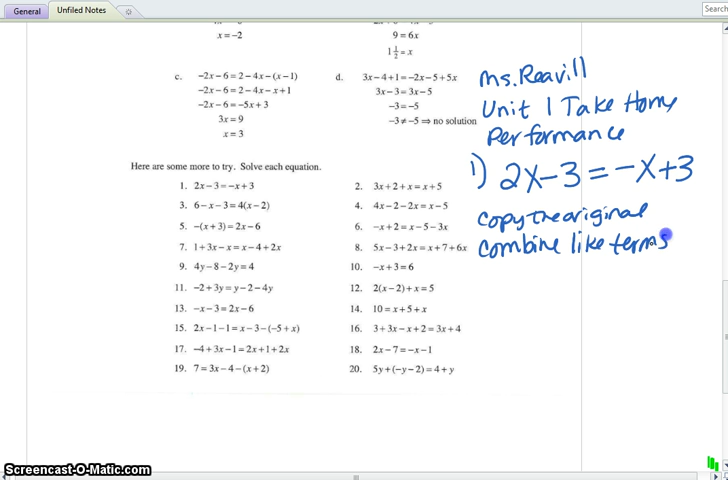 General
Unfiled Notes
Search
x = −2
9 = 6x
1 1/2 = x
c.
−2x − 6 = 2 − 4x − (x − 1)
−2x − 6 = 2 − 4x − x + 1
−2x − 6 = −5x + 3
3x = 9
x = 3
d.
3x − 4 + 1 = −2x − 5 + 5x
3x − 3 = 3x − 5
−3 = −5
−3 ≠ −5 ⇒ no solution
Here are some more to try. Solve each equation.
1. 2x − 3 = −x + 3
2. 3x + 2 + x = x + 5
3. 6 − x − 3 = 4(x − 2)
4. 4x − 2 − 2x = x − 5
5. −(x + 3) = 2x − 6
6. −x + 2 = x − 5 − 3x
7. 1 + 3x − x = x − 4 + 2x
8. 5x − 3 + 2x = x + 7 + 6x
9. 4y − 8 − 2y = 4
10. −x + 3 = 6
11. −2 + 3y = y − 2 − 4y
12. 2(x − 2) + x = 5
13. −x − 3 = 2x − 6
14. 10 = x + 5 + x
15. 2x − 1 − 1 = x − 3 − (−5 + x)
16. 3 + 3x − x + 2 = 3x + 4
17. −4 + 3x − 1 = 2x + 1 + 2x
18. 2x − 7 = −x − 1
19. 7 = 3x − 4 − (x + 2)
20. 5y + (−y − 2) = 4 + y
Ms. Reavill
Unit 1 Take Home
Performance
1) 2x − 3 = −x + 3
copy the original
combine like terms
Screencast-O-Matic.com